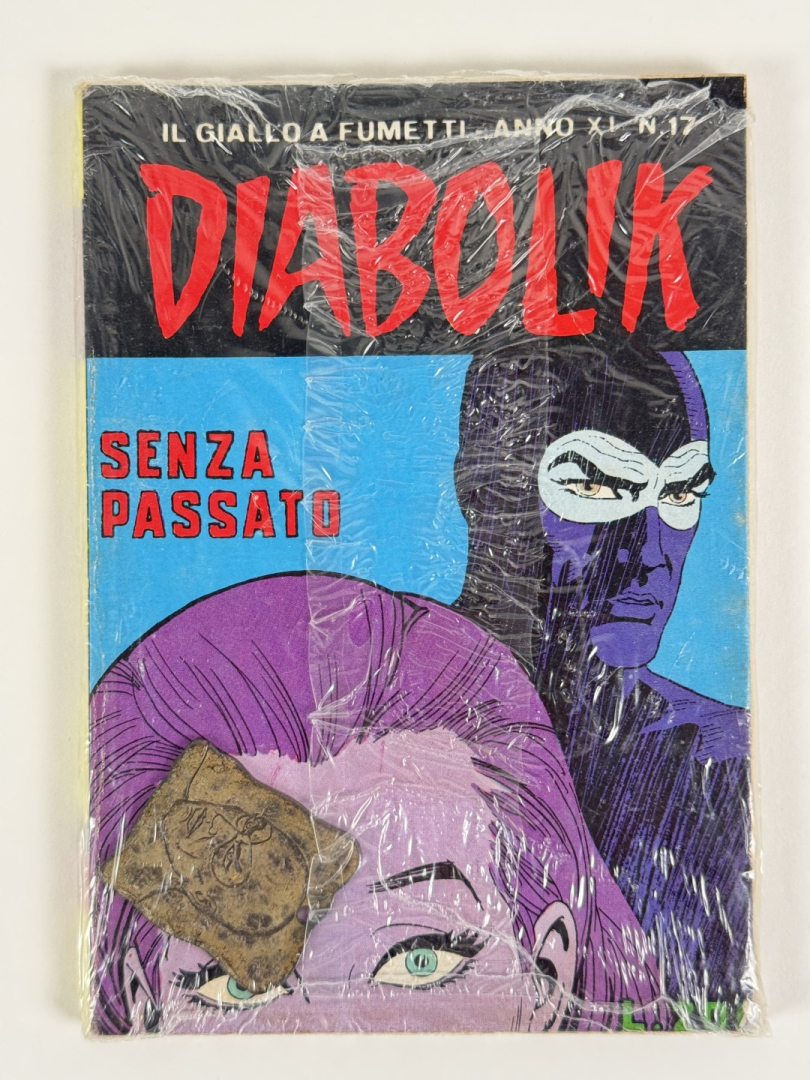 IL GIALLO A FUMETTI - ANNO XI - N. 17
DIABOLIK
SENZA
PASSATO